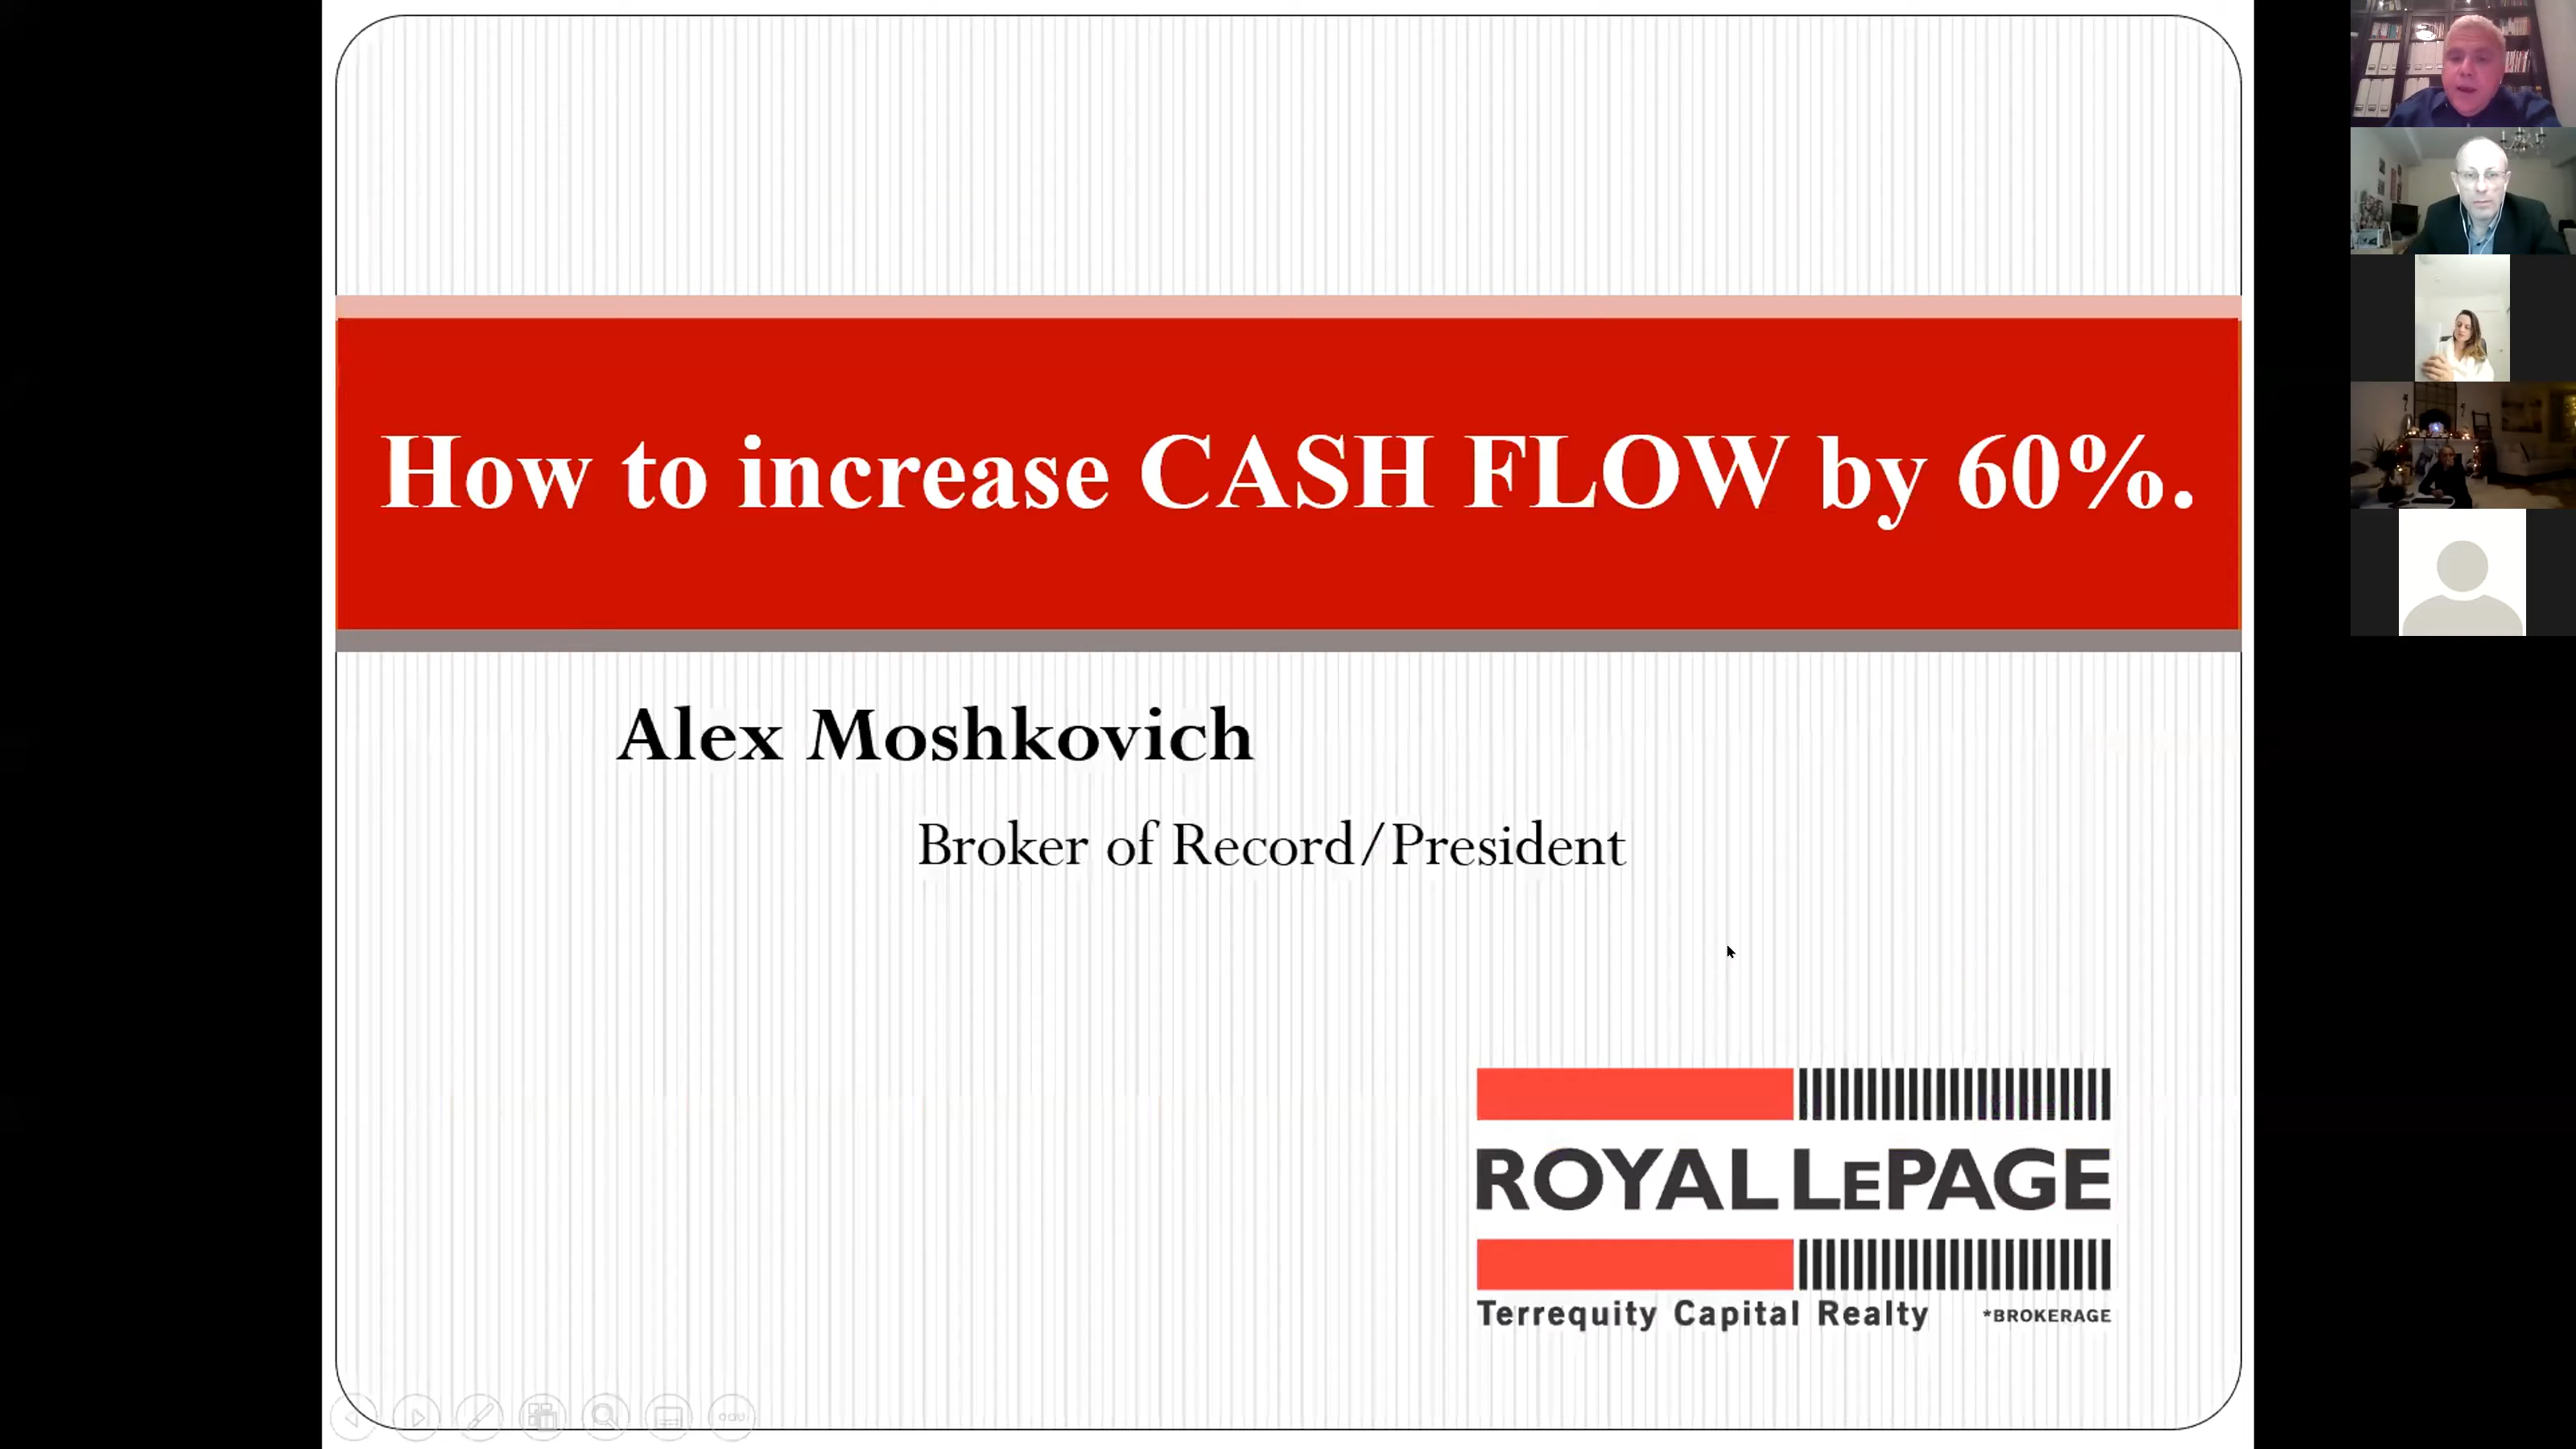 How to increase CASH FLOW by 60%.
Alex Moshkovich
Broker of Record/President
ROYAL LEPAGE
Terrequity Capital Realty *BROKERAGE